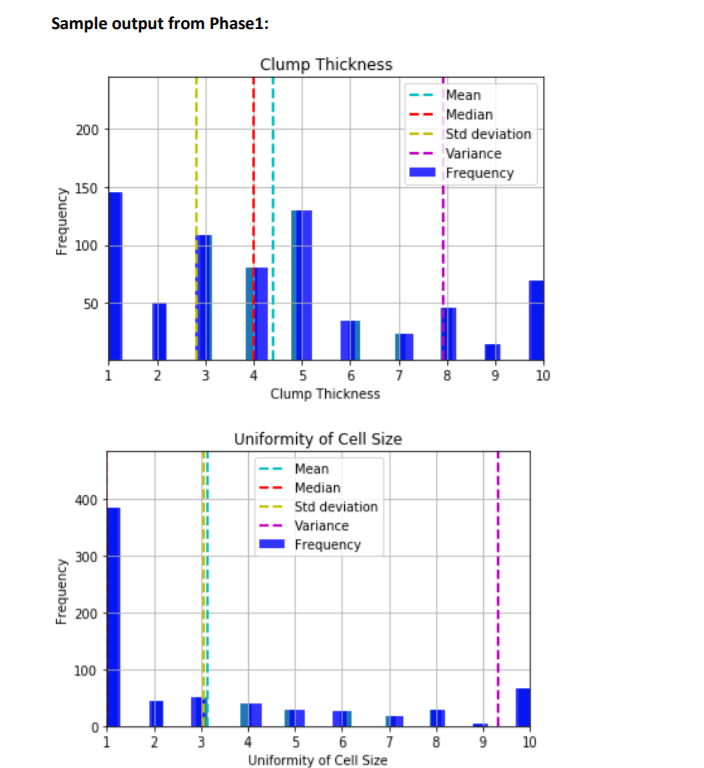 Sample output from Phase1:
Clump Thickness
Mean
Median
Std deviation
Variance
Frequency
200
150
100
50
Frequency
1 2 3 4 5 6 7 8 9 10
Clump Thickness
Uniformity of Cell Size
Mean
Median
Std deviation
Variance
Frequency
400
300
200
100
0
Frequency
1 2 3 4 5 6 7 8 9 10
Uniformity of Cell Size